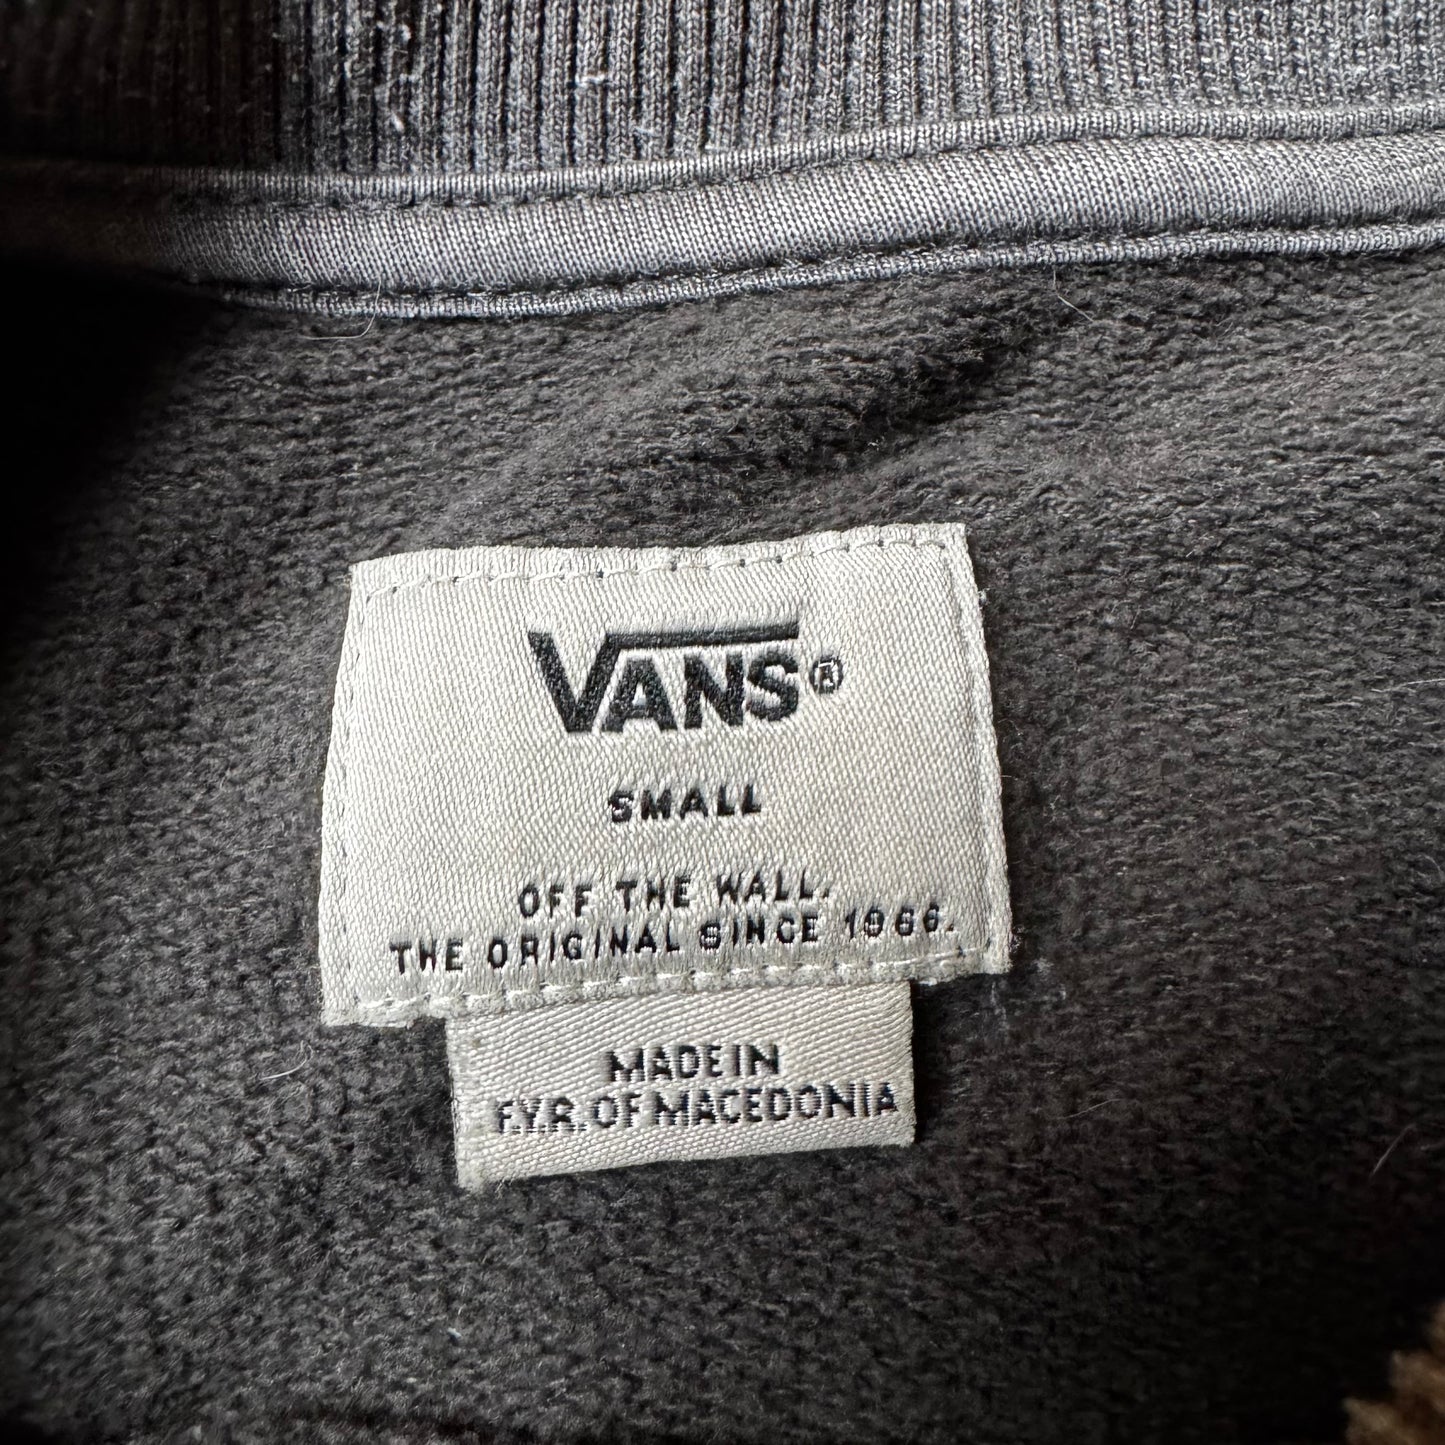 VANS®
SMALL
OFF THE WALL.
THE ORIGINAL SINCE 1966.
MADE IN
F.Y.R. OF MACEDONIA